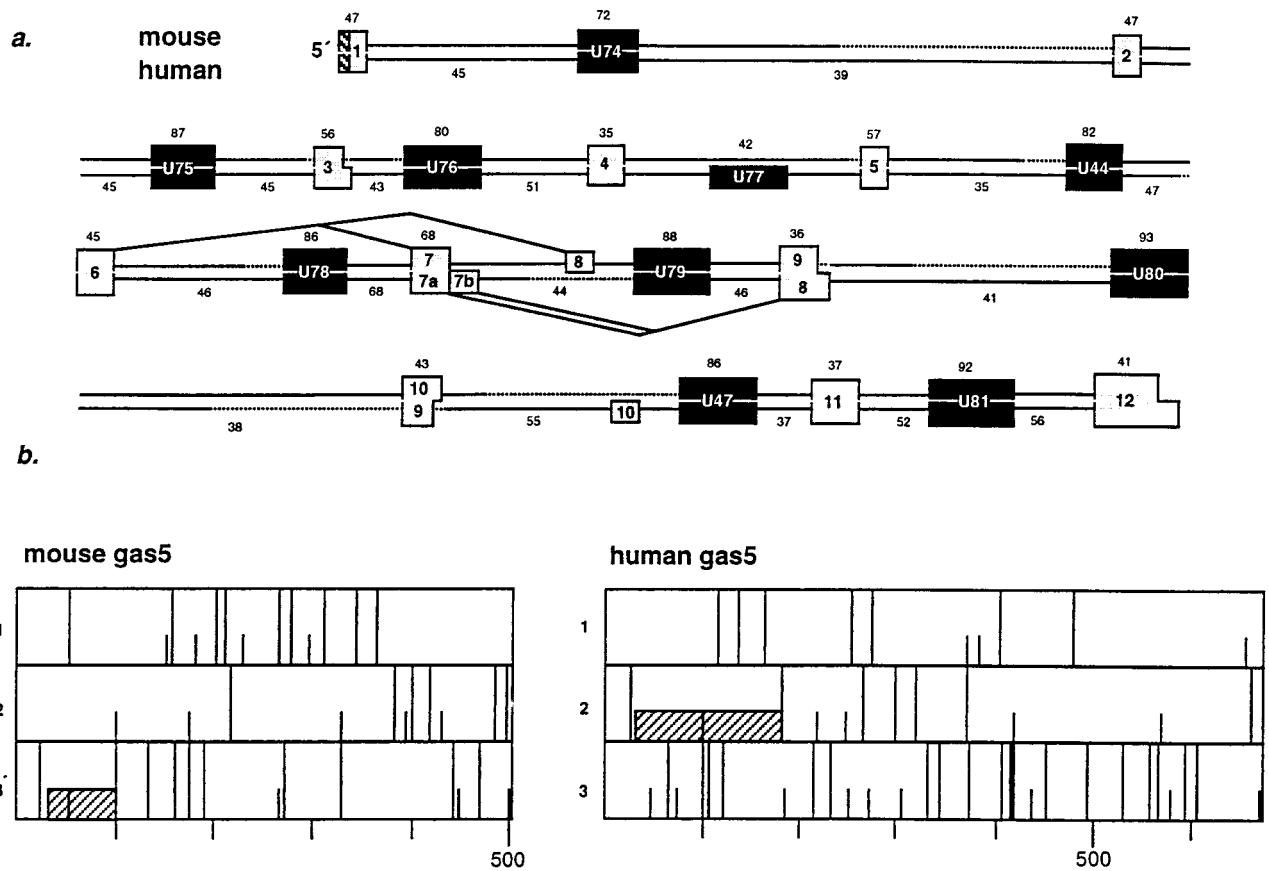 a.
mouse
human
47 72 47
5´ 1 U74 2
45 39
87 56 80 35 42 57 82
U75 3 U76 4 U77 5 U44
45 45 43 51 35 47
45 86 68 88 36 93
6 U78 7 8 U79 9 U80
7a 7b 8
46 68 44 46 41
43 86 37 92 41
10 U47 11 U81 12
9 10
38 55 37 52 56
b.
mouse gas5 human gas5
1 1
2 2
3 3
500 500